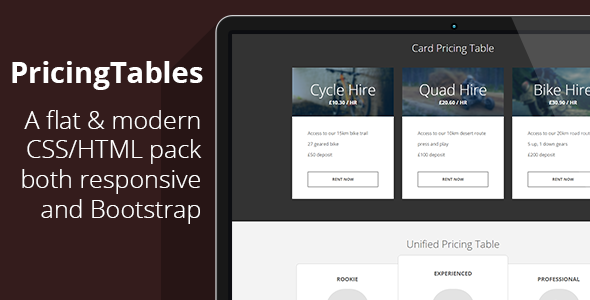 PricingTables
A flat & modern
CSS/HTML pack
both responsive
and Bootstrap
Card Pricing Table
Cycle Hire
£10.30 / HR
Access to our 15km bike trail
27 geared bike
£50 deposit
RENT NOW
Quad Hire
£20.60 / HR
Access to our 10km desert route
press and play
£100 deposit
RENT NOW
Bike Hire
£30.90 / HR
Access to our 20km road rout
5 up, 1 down gears
£200 deposit
RENT NOW
Unified Pricing Table
ROOKIE
EXPERIENCED
PROFESSIONAL